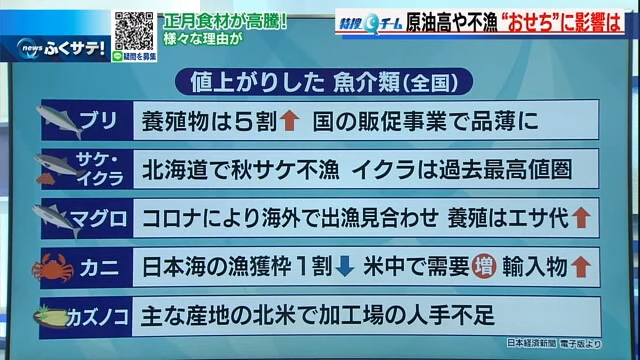 news ふくサテ!
疑問を募集
正月食材が高騰!
様々な理由が
特捜 eチーム
原油高や不漁 “おせち”に影響は
値上がりした 魚介類(全国)
ブリ
養殖物は5割↑ 国の販促事業で品薄に
サケ・
イクラ
北海道で秋サケ不漁 イクラは過去最高値圏
マグロ
コロナにより海外で出漁見合わせ 養殖はエサ代↑
カニ
日本海の漁獲枠1割↓ 米中で需要増 輸入物↑
カズノコ
主な産地の北米で加工場の人手不足
日本経済新聞 電子版より